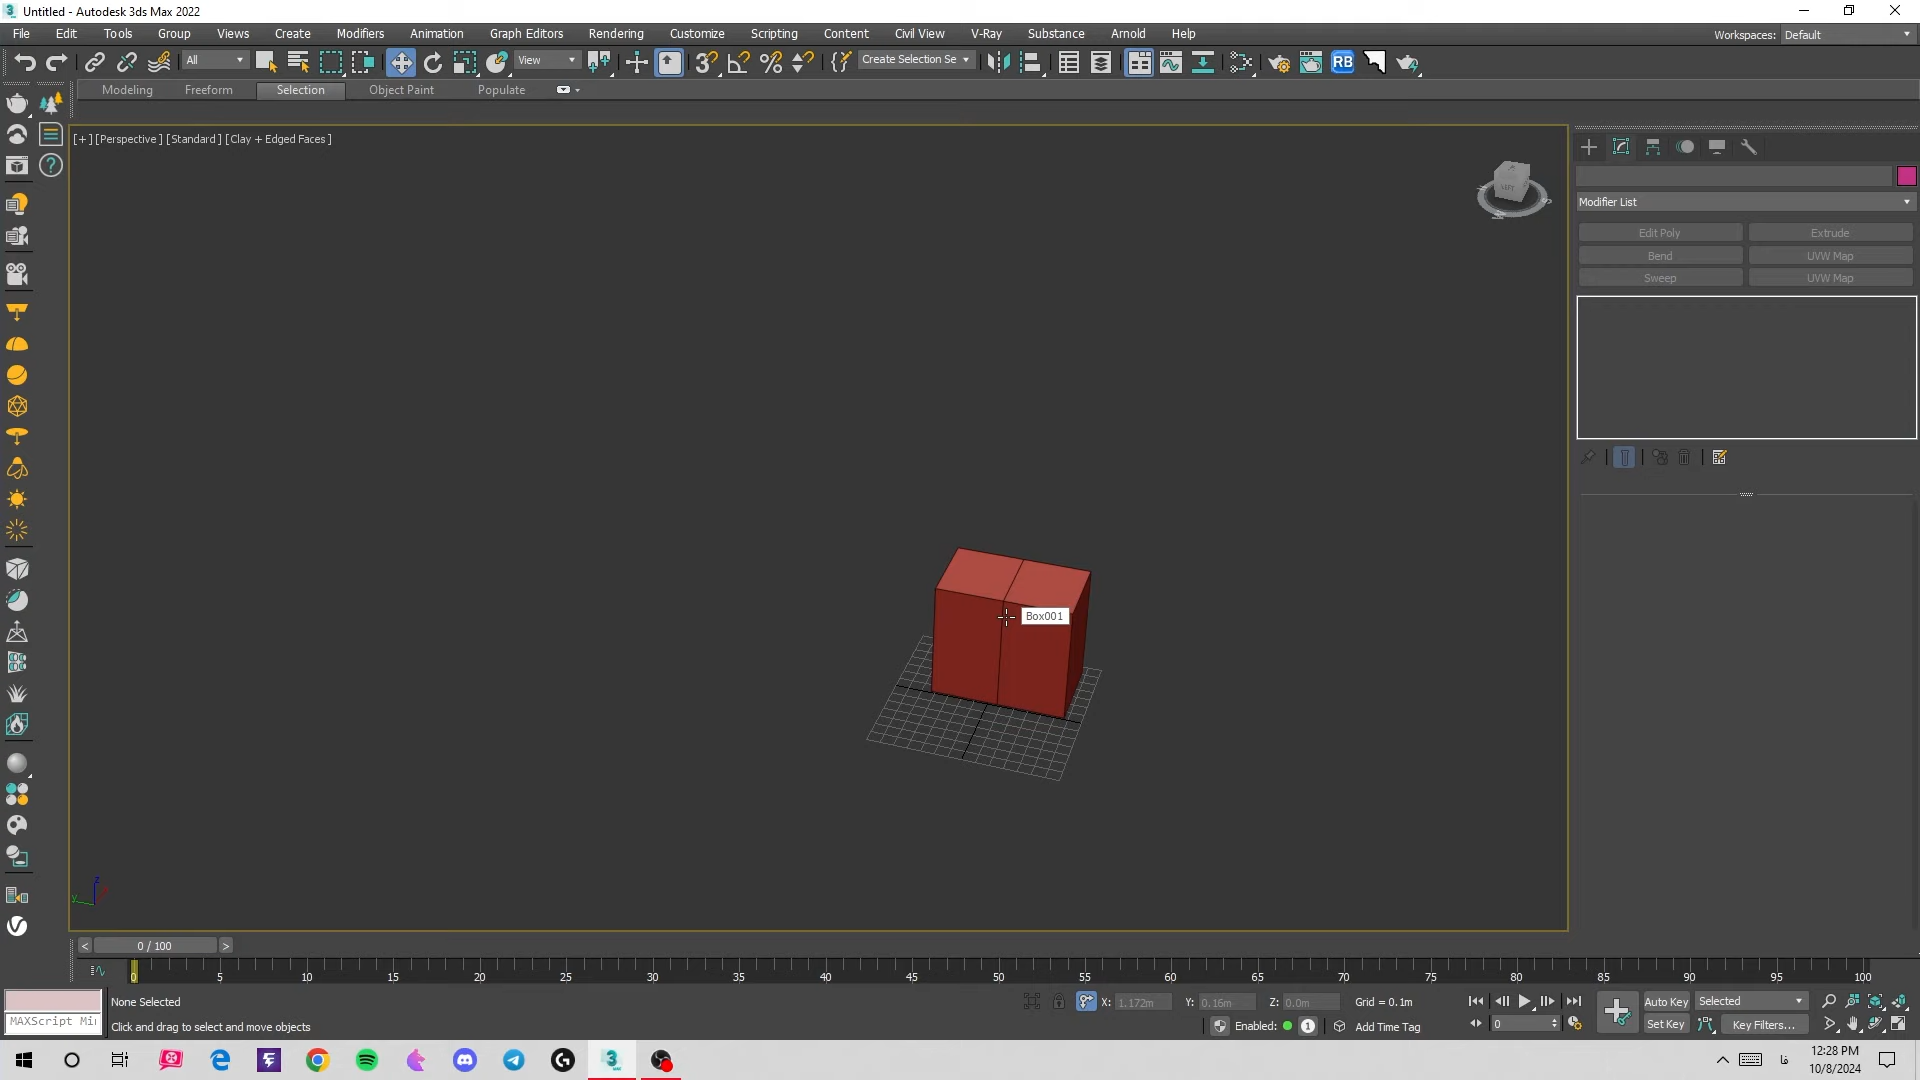 Untitled - Autodesk 3ds Max 2022
File Edit Tools Group Views Create Modifiers Animation Graph Editors Rendering Customize Scripting Content Civil View V-Ray Substance Arnold Help Workspaces: Default
All View Create Selection Se RB
Modeling Freeform Selection Object Paint Populate
[+] [Perspective] [Standard] [Clay + Edged Faces]
Modifier List
Edit Poly Extrude
Bend UVW Map
Sweep UVW Map
Box001
< 0 / 100 >
0 5 10 15 20 25 30 35 40 45 50 55 60 65 70 75 80 85 90 95 100
None Selected X: 1.172m Y: 0.16m Z: 0.0m Grid = 0.1m Auto Key Selected
MAXScript Mi Click and drag to select and move objects Enabled: 1 Add Time Tag 0 Set Key Key Filters...
فا 12:28 PM
10/8/2024